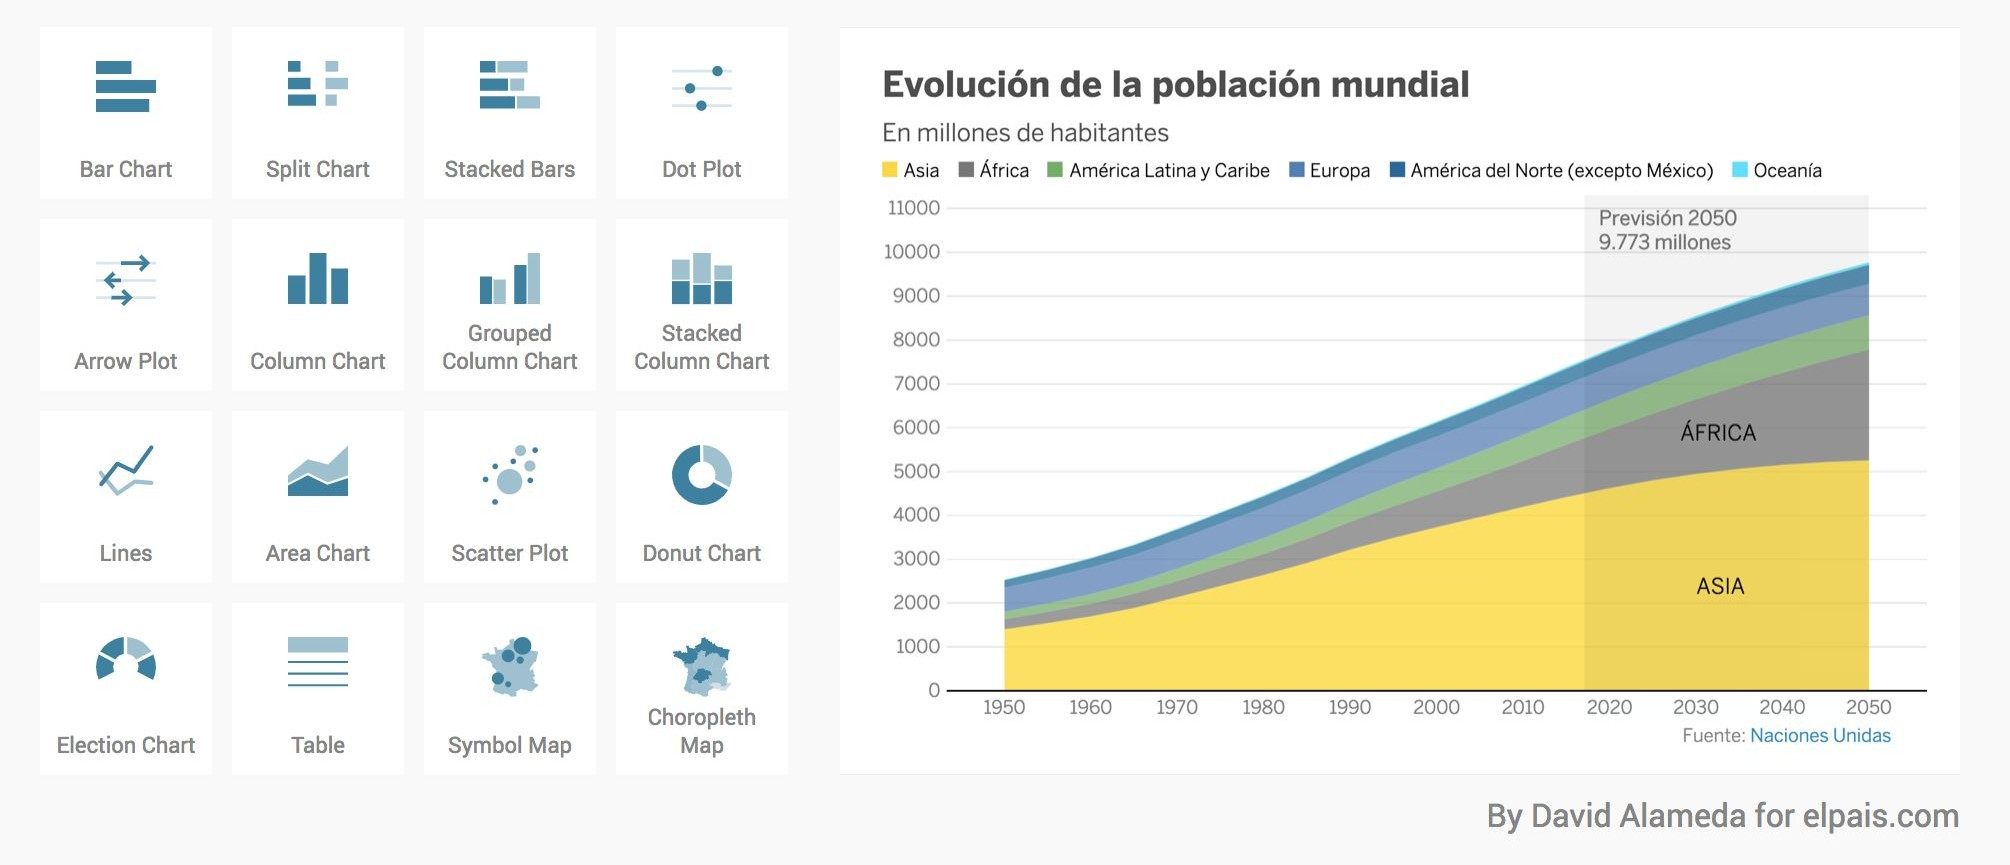 Bar Chart
Split Chart
Stacked Bars
Dot Plot
Arrow Plot
Column Chart
Grouped
Column Chart
Stacked
Column Chart
Lines
Area Chart
Scatter Plot
Donut Chart
Election Chart
Table
Symbol Map
Choropleth
Map
Evolución de la población mundial
En millones de habitantes
Asia África América Latina y Caribe Europa América del Norte (excepto México) Oceanía
11000
Previsión 2050
9.773 millones
10000
9000
8000
7000
6000
ÁFRICA
5000
4000
3000
ASIA
2000
1000
0
1950 1960 1970 1980 1990 2000 2010 2020 2030 2040 2050
Fuente: Naciones Unidas
By David Alameda for elpais.com